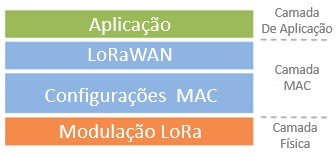 Aplicação
Camada
De Aplicação
LoRaWAN
Configurações MAC
Camada
MAC
Modulação LoRa
Camada
Física